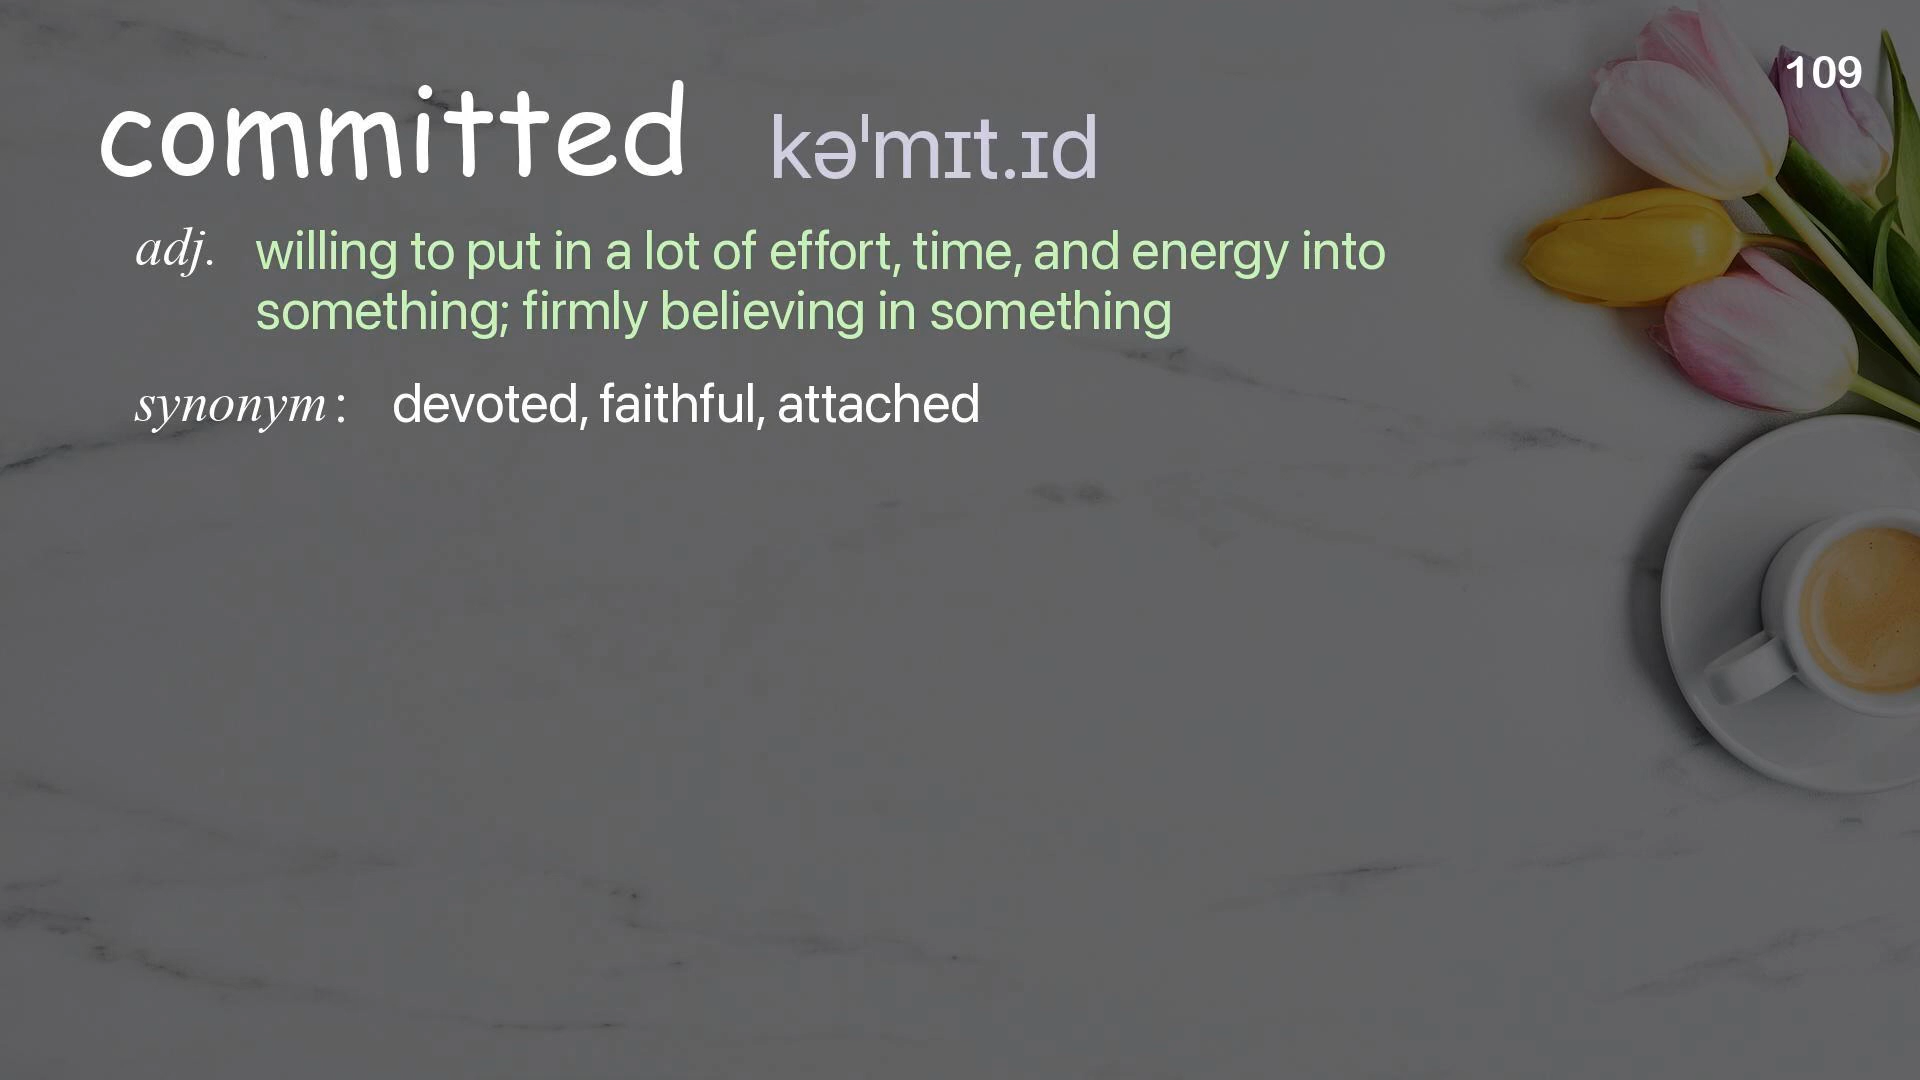 109
committed kəˈmɪt.ɪd
adj. willing to put in a lot of effort, time, and energy into
something; firmly believing in something
synonym : devoted, faithful, attached